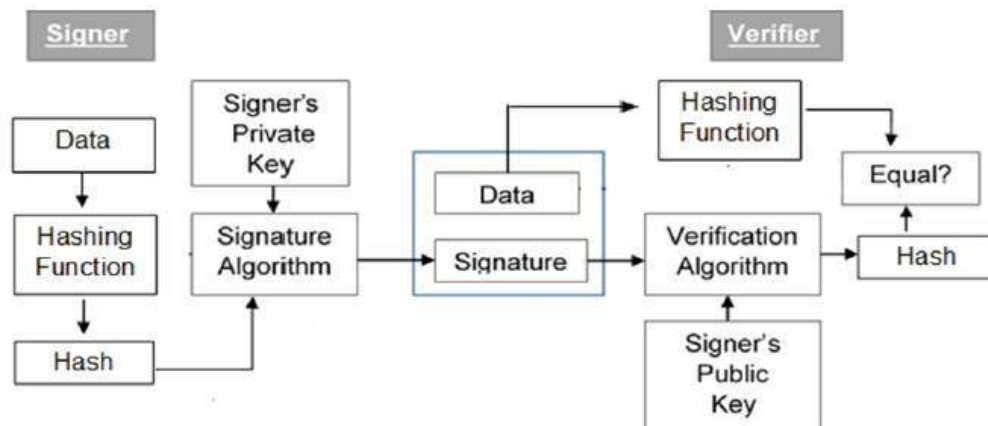 Signer
Verifier
Data
Hashing
Function
Hash
Signer's
Private
Key
Signature
Algorithm
Data
Signature
Hashing
Function
Verification
Algorithm
Signer's
Public
Key
Equal?
Hash